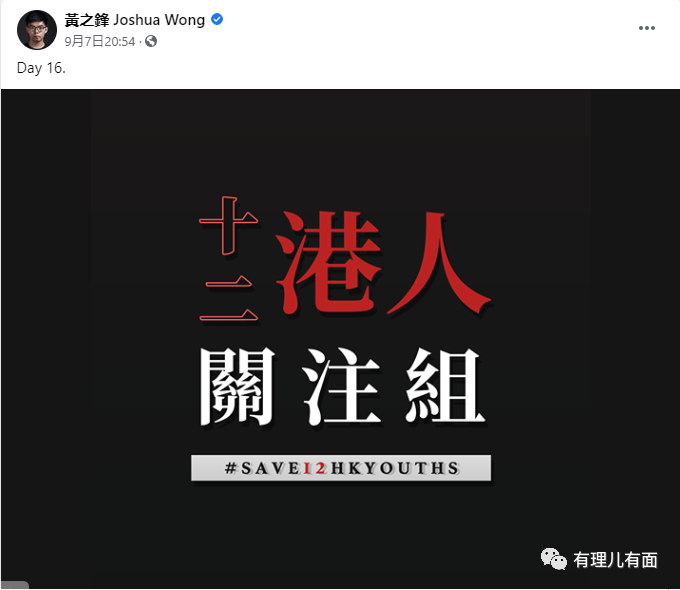 黃之鋒 Joshua Wong
9月7日20:54 ·
Day 16.
十二港人
關注組
#SAVE12HKYOUTHS
有理儿有面